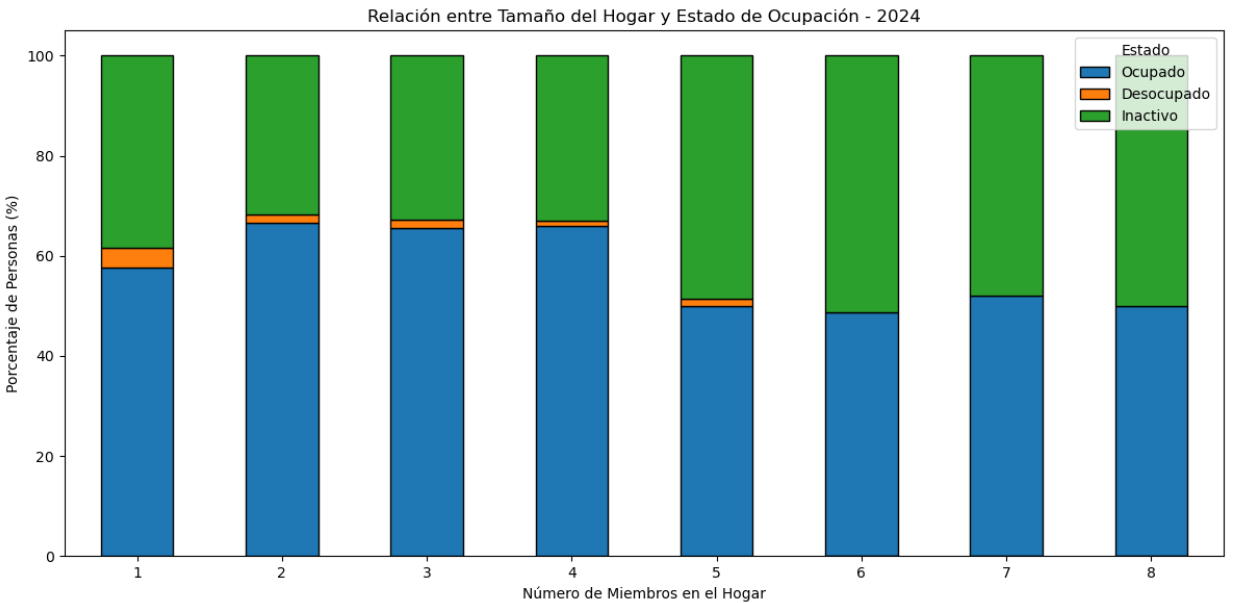 Relación entre Tamaño del Hogar y Estado de Ocupación - 2024
Estado
Ocupado
Desocupado
Inactivo
Porcentaje de Personas (%)
100
80
60
40
20
0
1 2 3 4 5 6 7 8
Número de Miembros en el Hogar